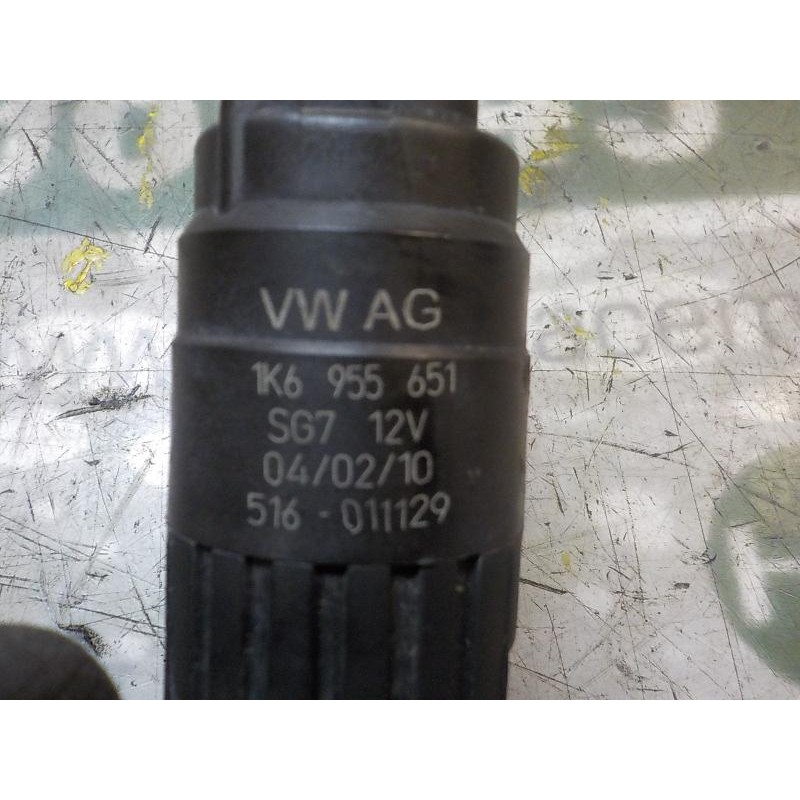 VW AG
1K6 955 651
SG7 12V
04/02/10
516 - 011129